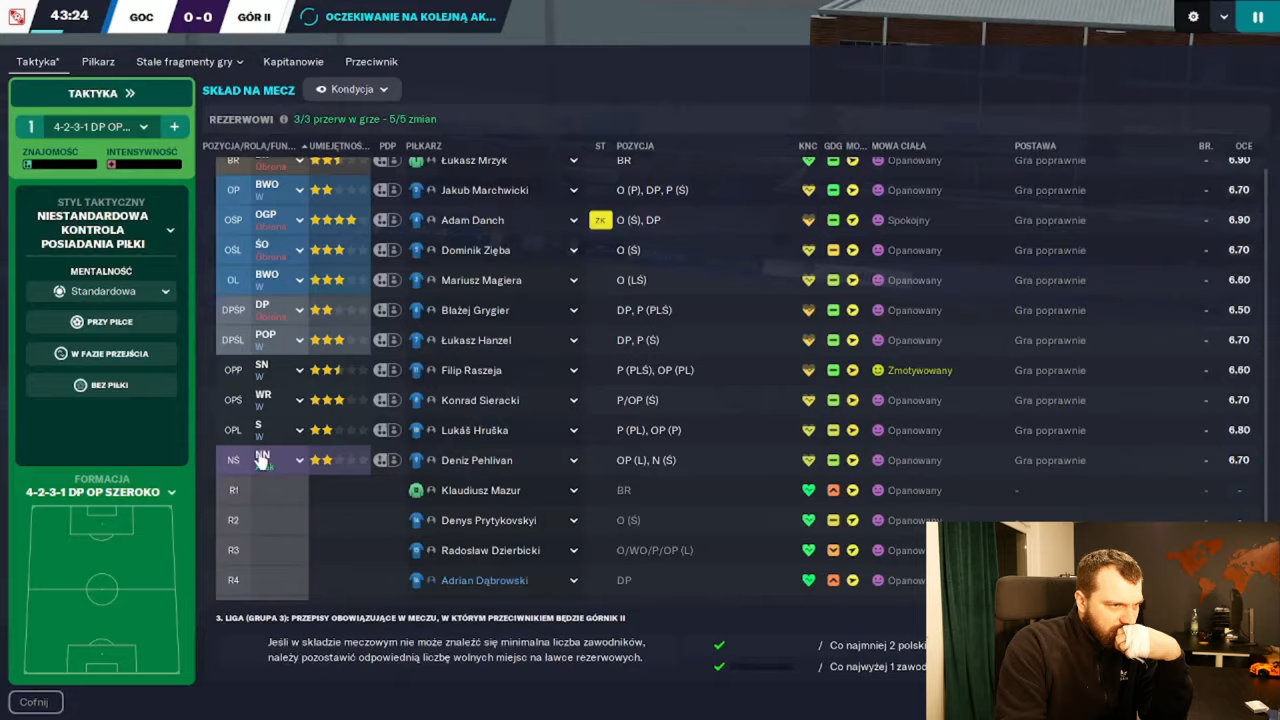 43:24 GOC 0 - 0 GÓR II OCZEKIWANIE NA KOLEJNĄ AK...
Taktyka* Piłkarz Stałe fragmenty gry Kapitanowie Przeciwnik
TAKTYKA
1 4-2-3-1 DP OP...
ZNAJOMOŚĆ INTENSYWNOŚĆ
STYL TAKTYCZNY
NIESTANDARDOWA
KONTROLA
POSIADANIA PIŁKI
MENTALNOŚĆ
Standardowa
PRZY PIŁCE
W FAZIE PRZEJŚCIA
BEZ PIŁKI
FORMACJA
4-2-3-1 DP OP SZEROKO
Cofnij
SKŁAD NA MECZ Kondycja
REZERWOWI 3/3 przerw w grze - 5/5 zmian
POZYCJA/ROLA/FUN... UMIEJĘTNOŚ... PDP PIŁKARZ ST POZYCJA KNC GDG MO... MOWA CIAŁA POSTAWA BR. OCE
BR Obrona Łukasz Mrzyk BR Opanowany Gra poprawnie - 6.90
OP BWO W Jakub Marchwicki O (P), DP, P (Ś) Opanowany Gra poprawnie - 6.70
OŚP OGP Obrona Adam Danch ZK O (Ś), DP Spokojny Gra poprawnie - 6.90
OŚL ŚO Obrona Dominik Zięba O (Ś) Opanowany Gra poprawnie - 6.70
OL BWO W Mariusz Magiera O (LŚ) Opanowany Gra poprawnie - 6.60
DPŚP DP Obrona Błażej Grygier DP, P (PLŚ) Opanowany Gra poprawnie - 6.50
DPŚL POP W Łukasz Hanzel DP, P (Ś) Opanowany Gra poprawnie - 6.70
OPP SN W Filip Raszeja P (PLŚ), OP (PL) Zmotywowany Gra poprawnie - 6.60
OPŚ WR W Konrad Sieracki P/OP (Ś) Opanowany Gra poprawnie - 6.70
OPL S W Lukáš Hruška P (PL), OP (P) Opanowany Gra poprawnie - 6.80
NŚ NN Deniz Pehlivan OP (L), N (Ś) Opanowany Gra poprawnie - 6.70
R1 Klaudiusz Mazur BR Opanowany - - -
R2 Denys Prytykovskyi O (Ś) Opanowany
R3 Radosław Dzierbicki O/WO/P/OP (L) Opanow
R4 Adrian Dąbrowski DP Opanow
3. LIGA (GRUPA 3): PRZEPISY OBOWIĄZUJĄCE W MECZU, W KTÓRYM PRZECIWNIKIEM BĘDZIE GÓRNIK II
Jeśli w składzie meczowym nie może znaleźć się minimalna liczba zawodników,
należy pozostawić odpowiednią liczbę wolnych miejsc na ławce rezerwowych.
/ Co najmniej 2 polski
/ Co najwyżej 1 zawod